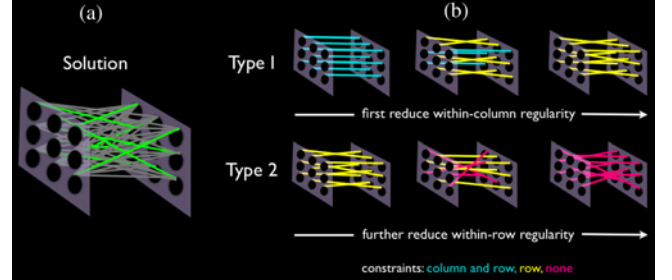 (a)
(b)
Solution
Type 1
first reduce within-column regularity
Type 2
further reduce within-row regularity
constraints: column and row, row, none